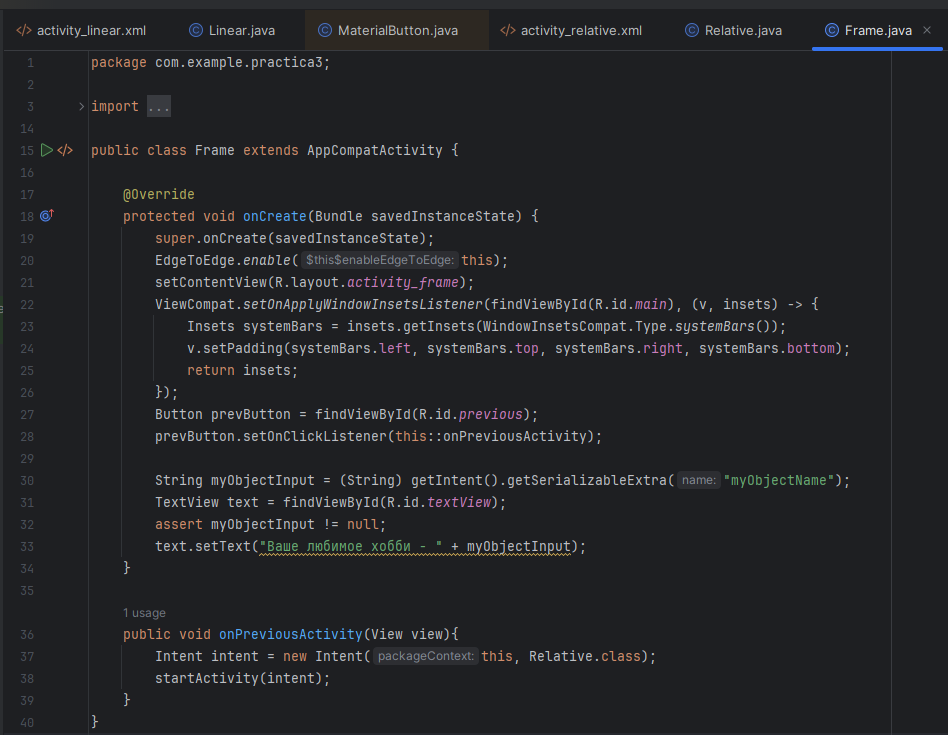 activity_linear.xml Linear.java MaterialButton.java activity_relative.xml Relative.java Frame.java
1 package com.example.practica3;
2
3 import ...
14
15 public class Frame extends AppCompatActivity {
16
17 @Override
18 protected void onCreate(Bundle savedInstanceState) {
19 super.onCreate(savedInstanceState);
20 EdgeToEdge.enable( $this$enableEdgeToEdge: this);
21 setContentView(R.layout.activity_frame);
22 ViewCompat.setOnApplyWindowInsetsListener(findViewById(R.id.main), (v, insets) -> {
23 Insets systemBars = insets.getInsets(WindowInsetsCompat.Type.systemBars());
24 v.setPadding(systemBars.left, systemBars.top, systemBars.right, systemBars.bottom);
25 return insets;
26 });
27 Button prevButton = findViewById(R.id.previous);
28 prevButton.setOnClickListener(this::onPreviousActivity);
29
30 String myObjectInput = (String) getIntent().getSerializableExtra( name: "myObjectName");
31 TextView text = findViewById(R.id.textView);
32 assert myObjectInput != null;
33 text.setText("Ваше любимое хобби - " + myObjectInput);
34 }
35
1 usage
36 public void onPreviousActivity(View view){
37 Intent intent = new Intent( packageContext: this, Relative.class);
38 startActivity(intent);
39 }
40 }